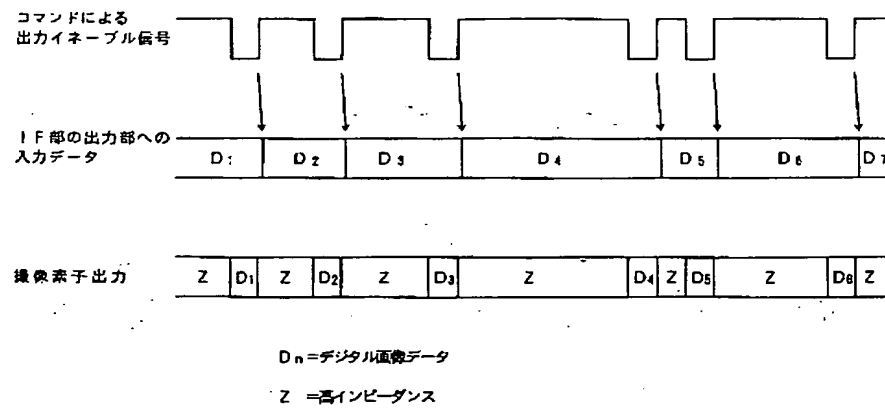 コマンドによる
出力イネーブル信号
IF部の出力部への
入力データ
D1 D2 D3 D4 D5 D6 D7
撮像素子出力
Z D1 Z D2 Z D3 Z D4 Z D5 Z D6 Z
Dn=デジタル画像データ
Z =高インピーダンス